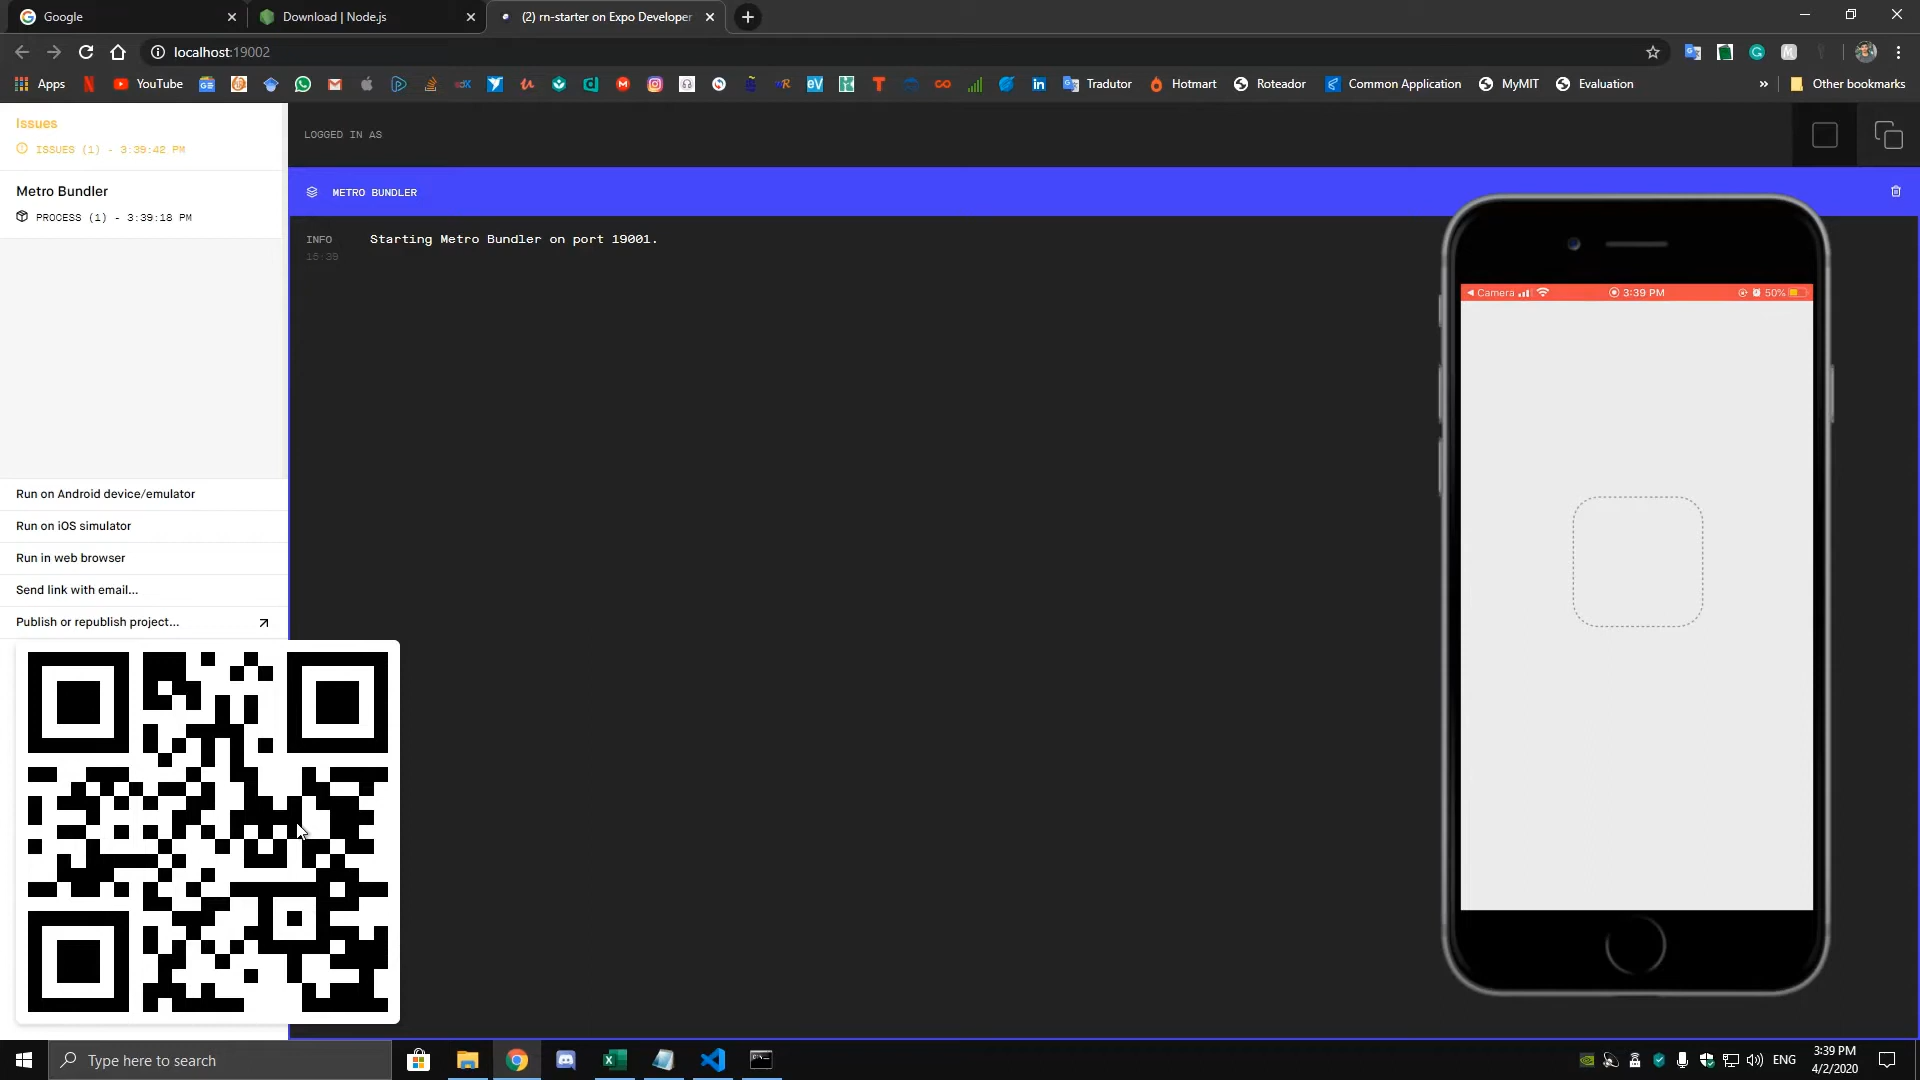 Google
Download | Node.js
(2) rn-starter on Expo Developer
localhost:19002
Apps
YouTube
Tradutor
Hotmart
Roteador
Common Application
MyMIT
Evaluation
»
Other bookmarks
Issues
ISSUES (1) - 3:39:42 PM
Metro Bundler
PROCESS (1) - 3:39:18 PM
LOGGED IN AS
METRO BUNDLER
INFO
Starting Metro Bundler on port 19001.
15:39
Camera
3:39 PM
50%
Run on Android device/emulator
Run on iOS simulator
Run in web browser
Send link with email...
Publish or republish project...
Type here to search
ENG
3:39 PM
4/2/2020